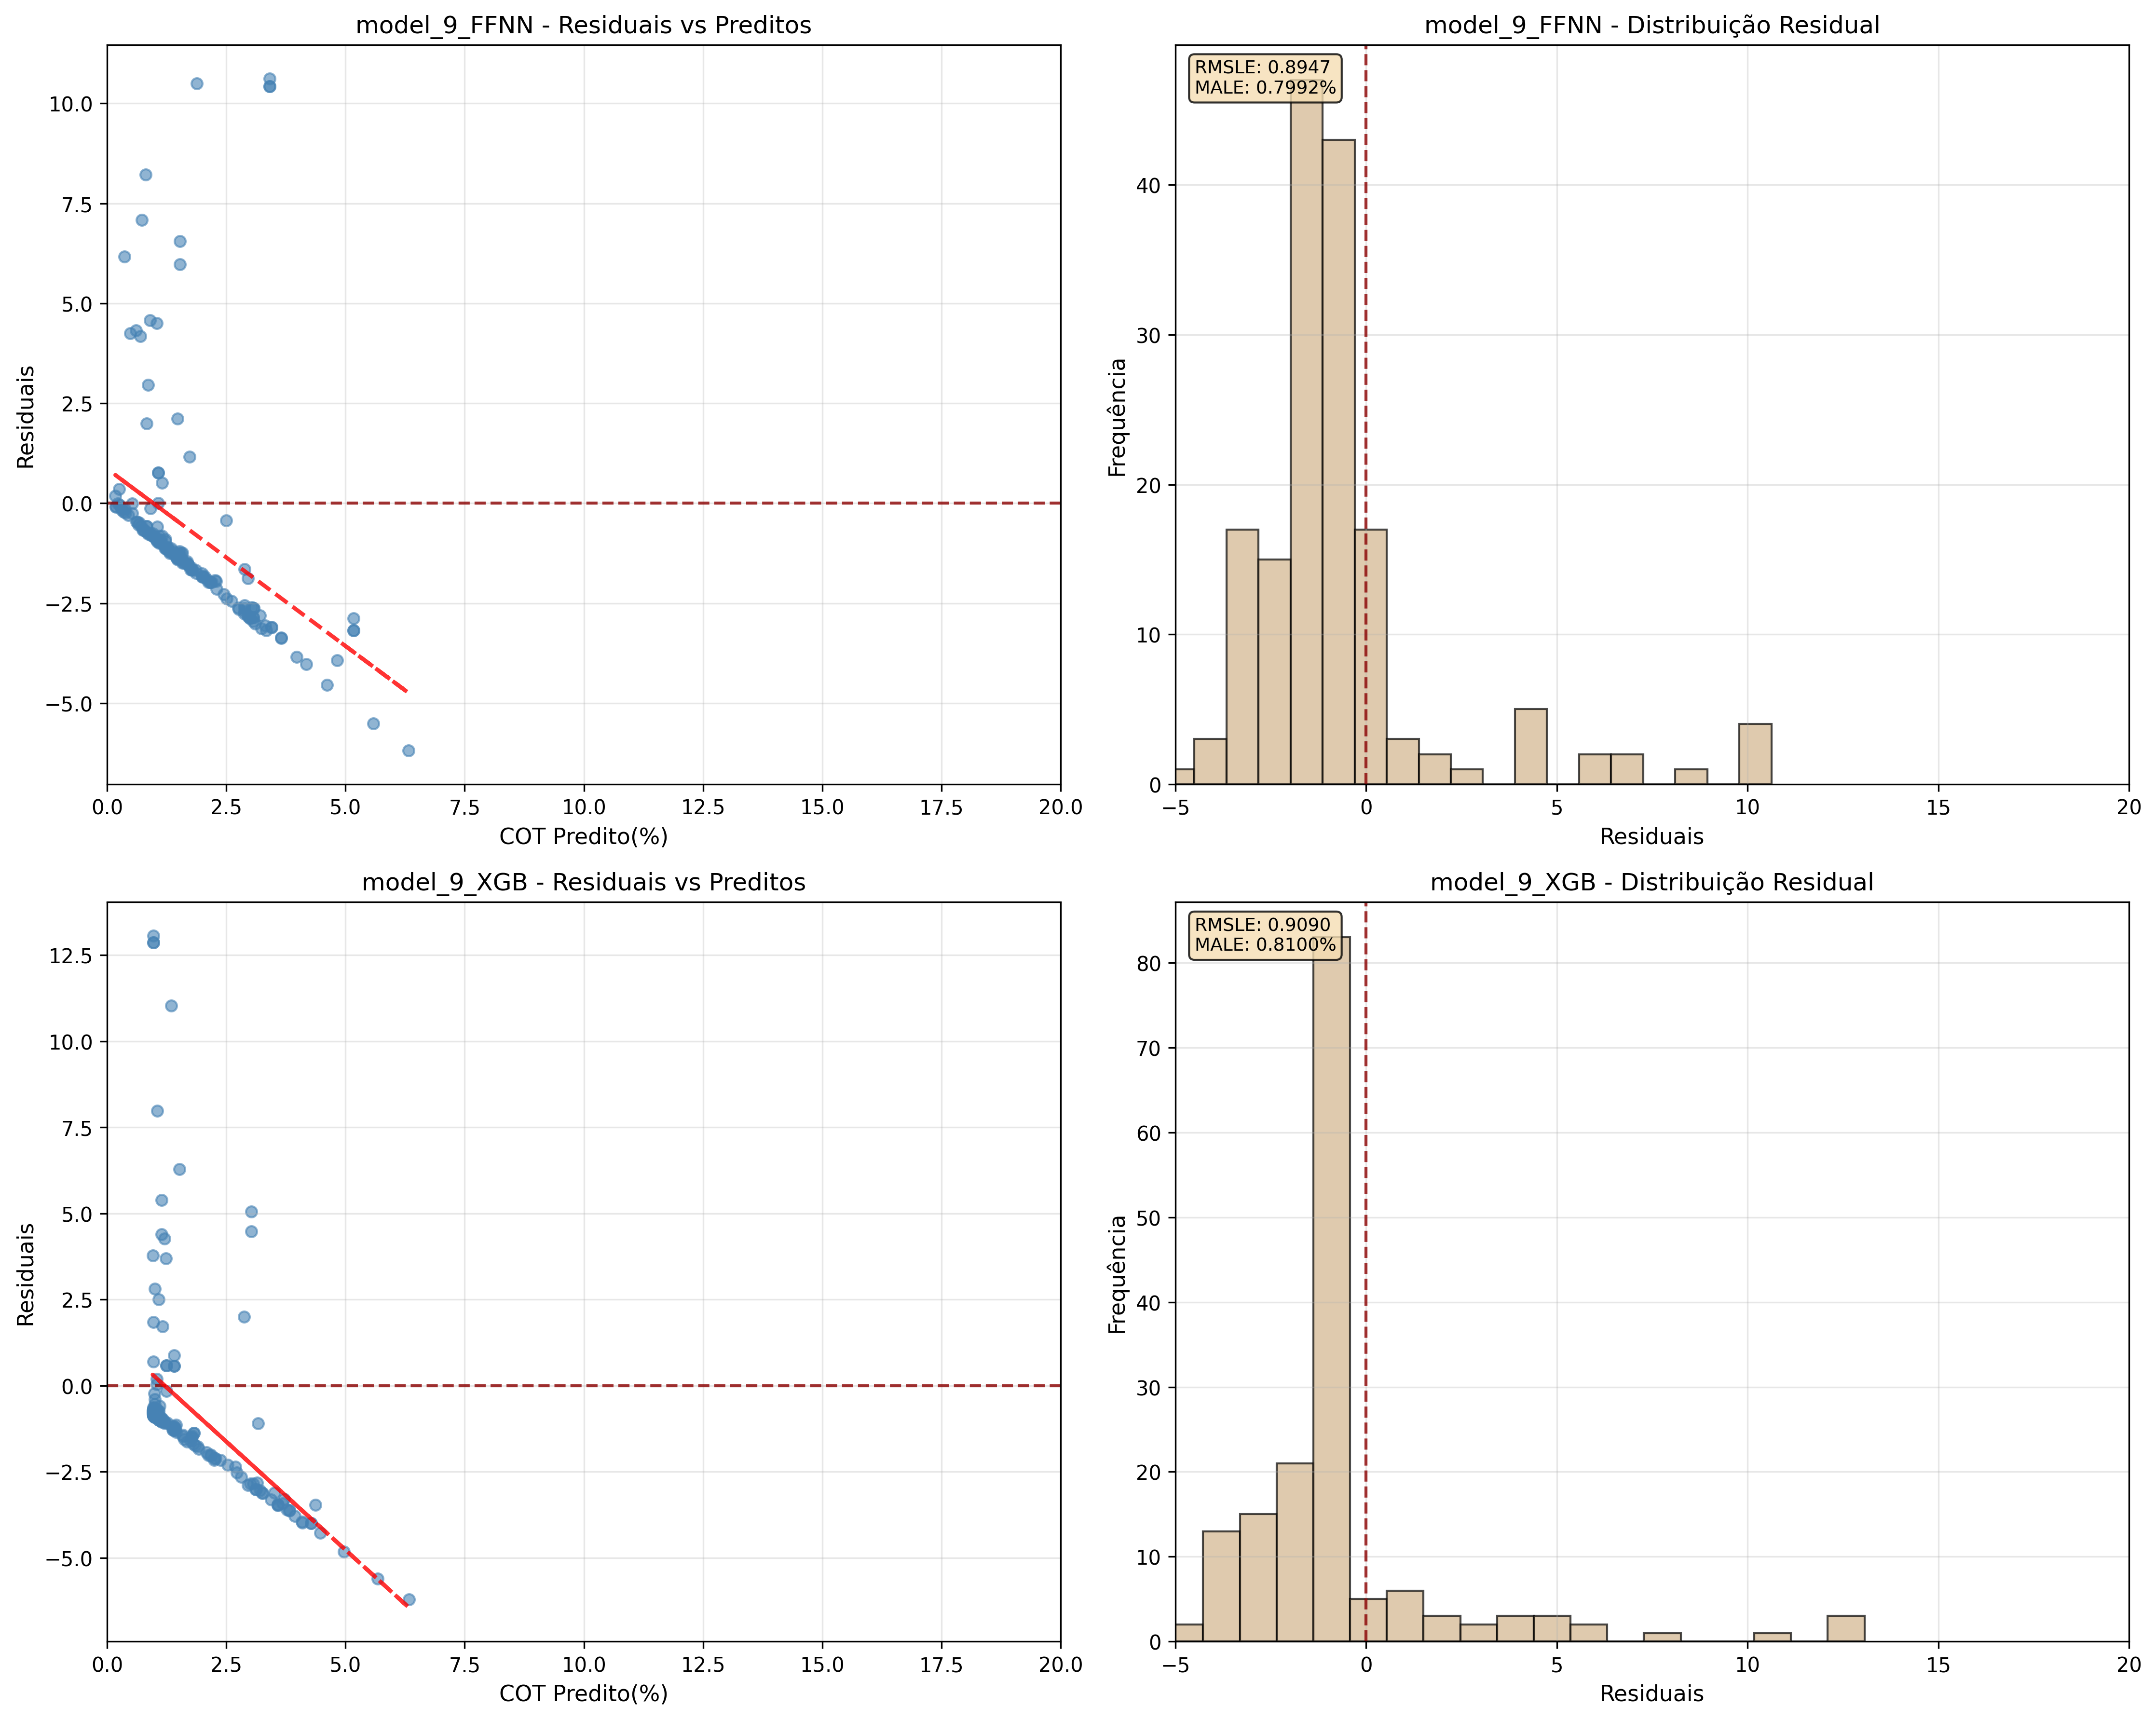 model_9_FFNN - Residuais vs Preditos
10.0
7.5
5.0
2.5
0.0
−2.5
−5.0
Residuais
0.0 2.5 5.0 7.5 10.0 12.5 15.0 17.5 20.0
COT Predito(%)
model_9_FFNN - Distribuição Residual
RMSLE: 0.8947
MALE: 0.7992%
40
30
20
10
0
Frequência
−5 0 5 10 15 20
Residuais
model_9_XGB - Residuais vs Preditos
12.5
10.0
7.5
5.0
2.5
0.0
−2.5
−5.0
Residuais
0.0 2.5 5.0 7.5 10.0 12.5 15.0 17.5 20.0
COT Predito(%)
model_9_XGB - Distribuição Residual
RMSLE: 0.9090
MALE: 0.8100%
80
70
60
50
40
30
20
10
0
Frequência
−5 0 5 10 15 20
Residuais